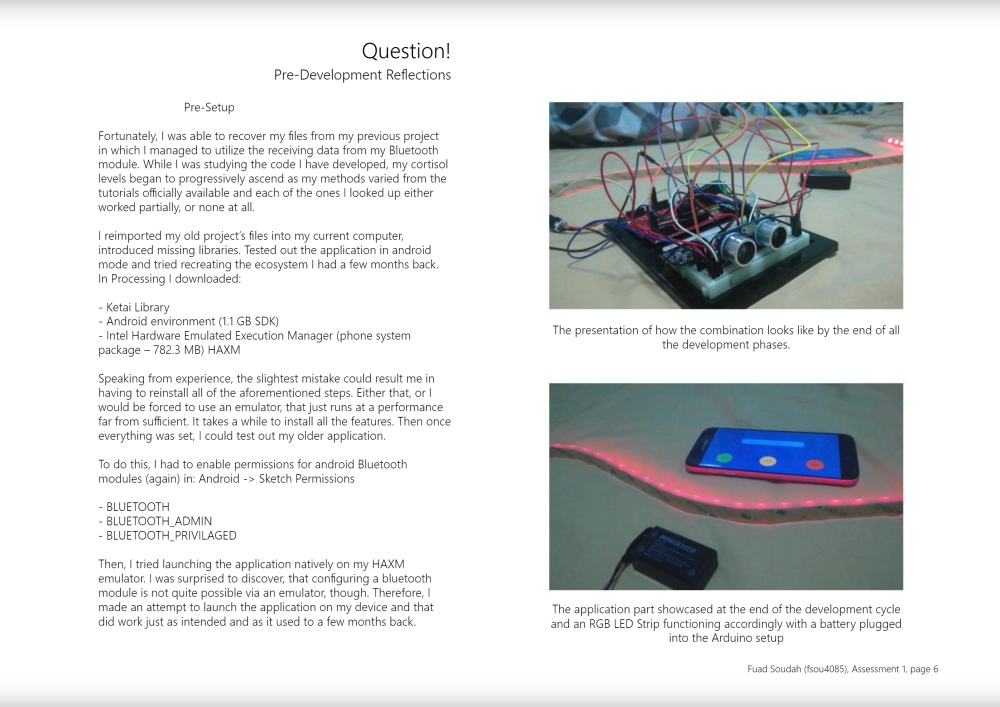 Question!
Pre-Development Reflections
Pre-Setup
Fortunately, I was able to recover my files from my previous project
in which I managed to utilize the receiving data from my Bluetooth
module. While I was studying the code I have developed, my cortisol
levels began to progressively ascend as my methods varied from the
tutorials officially available and each of the ones I looked up either
worked partially, or none at all.
I reimported my old project's files into my current computer,
introduced missing libraries. Tested out the application in android
mode and tried recreating the ecosystem I had a few months back.
In Processing I downloaded:
- Ketai Library
- Android environment (1.1 GB SDK)
- Intel Hardware Emulated Execution Manager (phone system
package – 782.3 MB) HAXM
Speaking from experience, the slightest mistake could result me in
having to reinstall all of the aforementioned steps. Either that, or I
would be forced to use an emulator, that just runs at a performance
far from sufficient. It takes a while to install all the features. Then once
everything was set, I could test out my older application.
To do this, I had to enable permissions for android Bluetooth
modules (again) in: Android -> Sketch Permissions
- BLUETOOTH
- BLUETOOTH_ADMIN
- BLUETOOTH_PRIVILAGED
Then, I tried launching the application natively on my HAXM
emulator. I was surprised to discover, that configuring a bluetooth
module is not quite possible via an emulator, though. Therefore, I
made an attempt to launch the application on my device and that
did work just as intended and as it used to a few months back.
The presentation of how the combination looks like by the end of all
the development phases.
The application part showcased at the end of the development cycle
and an RGB LED Strip functioning accordingly with a battery plugged
into the Arduino setup
Fuad Soudah (fsou4085), Assessment 1, page 6